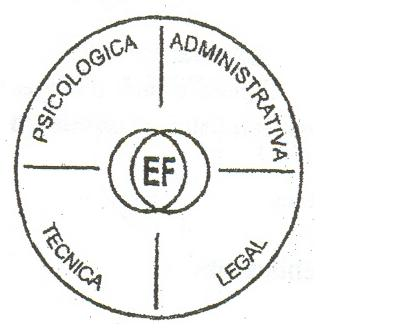 PSICOLOGICA
ADMINISTRATIVA
EF
TECNICA
LEGAL